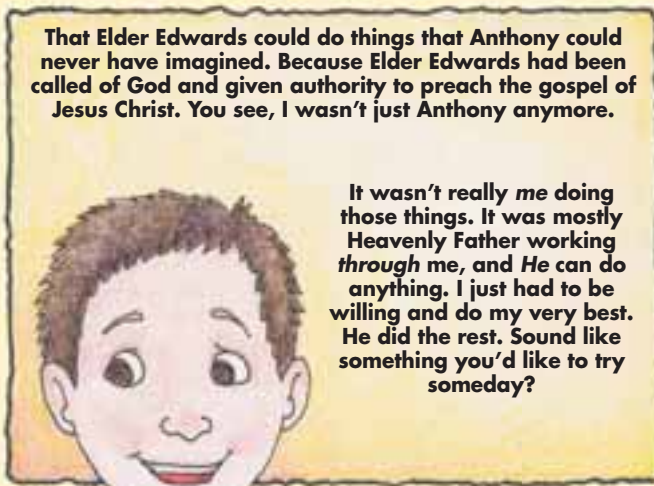 That Elder Edwards could do things that Anthony could
never have imagined. Because Elder Edwards had been
called of God and given authority to preach the gospel of
Jesus Christ. You see, I wasn’t just Anthony anymore.
It wasn’t really me doing
those things. It was mostly
Heavenly Father working
through me, and He can do
anything. I just had to be
willing and do my very best.
He did the rest. Sound like
something you’d like to try
someday?